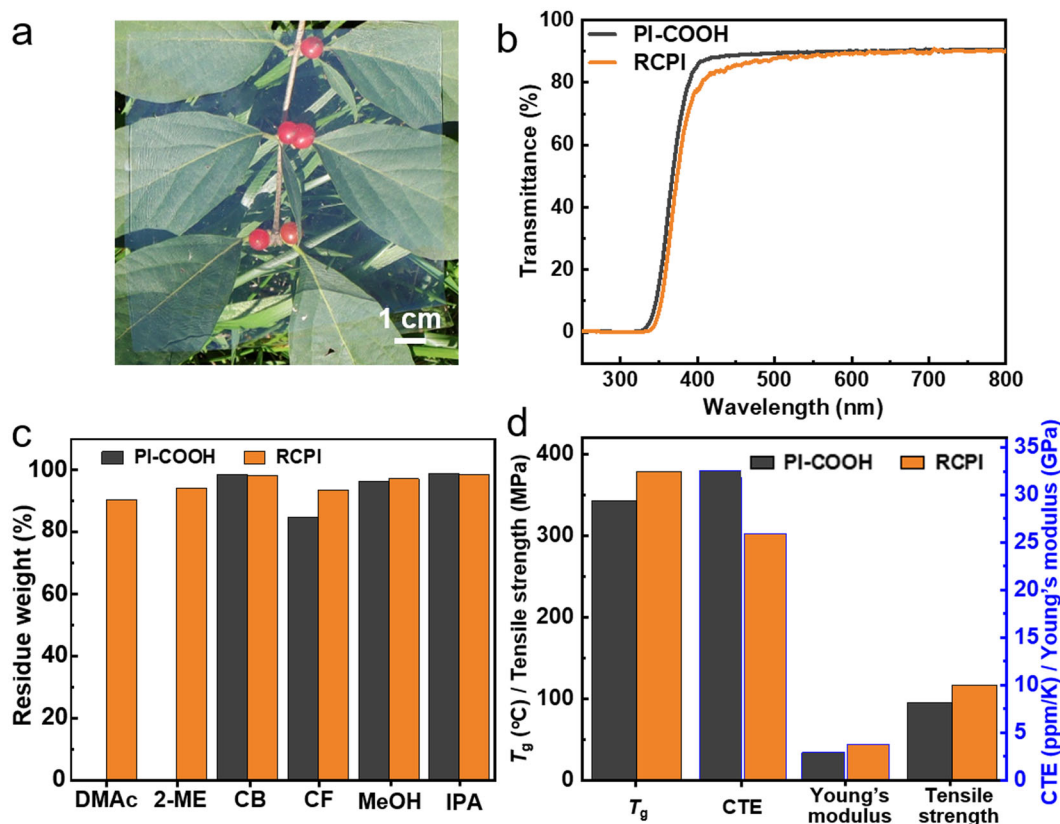 a
1 cm
b
PI-COOH
RCPI
100
80
60
40
20
0
Transmittance (%)
300 400 500 600 700 800
Wavelength (nm)
c
PI-COOH RCPI
100
80
60
40
20
0
Residue weight (%)
DMAc 2-ME CB CF MeOH IPA
d
PI-COOH RCPI
400
300
200
100
0
Tg (oC) / Tensile strength (MPa)
35
30
25
20
15
10
5
0
CTE (ppm/K) / Young's modulus (GPa)
Tg CTE Young's Tensile
modulus strength